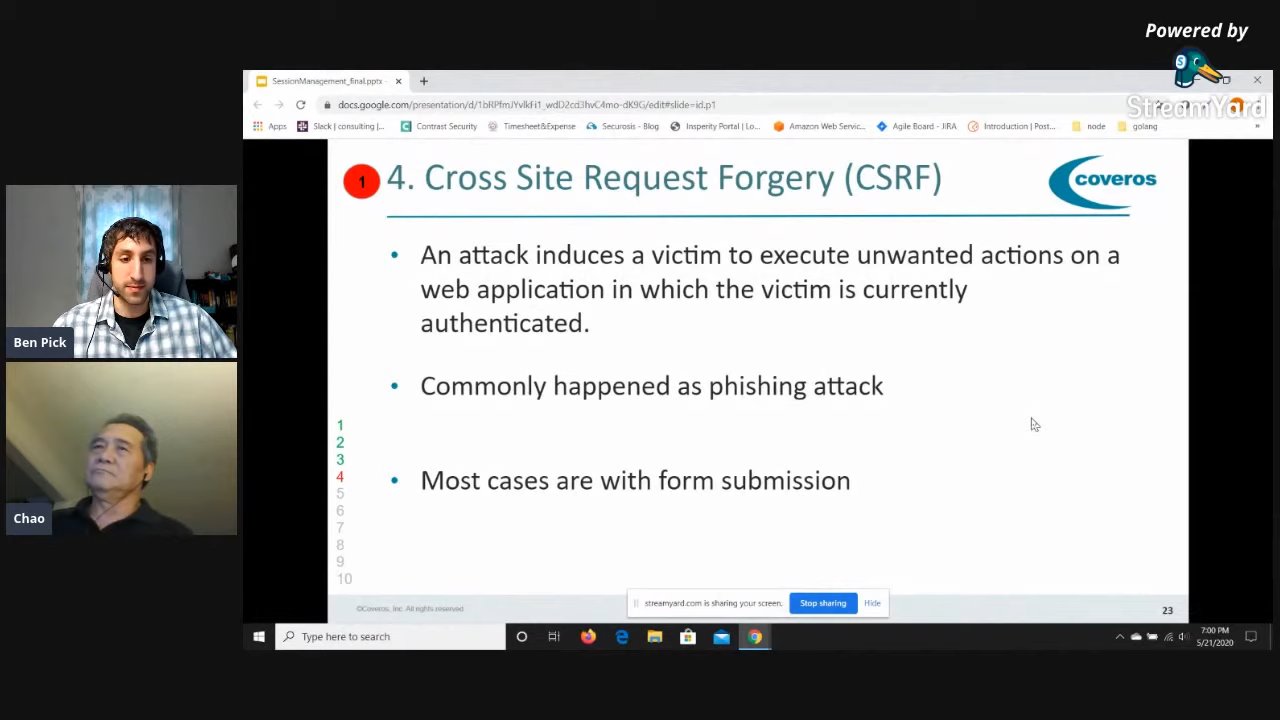 Powered by
StreamYard
SessionManagement_final.pptx
docs.google.com/presentation/d/1bRPfmJYvlkFi1_wdD2cd3hvC4mo-dK9G/edit#slide=id.p1
Apps
Slack | consulting |...
Contrast Security
Timesheet&Expense
Securosis - Blog
Insperity Portal | Lo...
Amazon Web Servic...
Agile Board - JIRA
Introduction | Post...
node
golang
»
1
4. Cross Site Request Forgery (CSRF)
coveros
• An attack induces a victim to execute unwanted actions on a
web application in which the victim is currently
authenticated.
• Commonly happened as phishing attack
• Most cases are with form submission
1
2
3
4
5
6
7
8
9
10
©Coveros, Inc. All rights reserved
23
streamyard.com is sharing your screen.
Stop sharing
Hide
Type here to search
7:00 PM
5/21/2020
Ben Pick
Chao